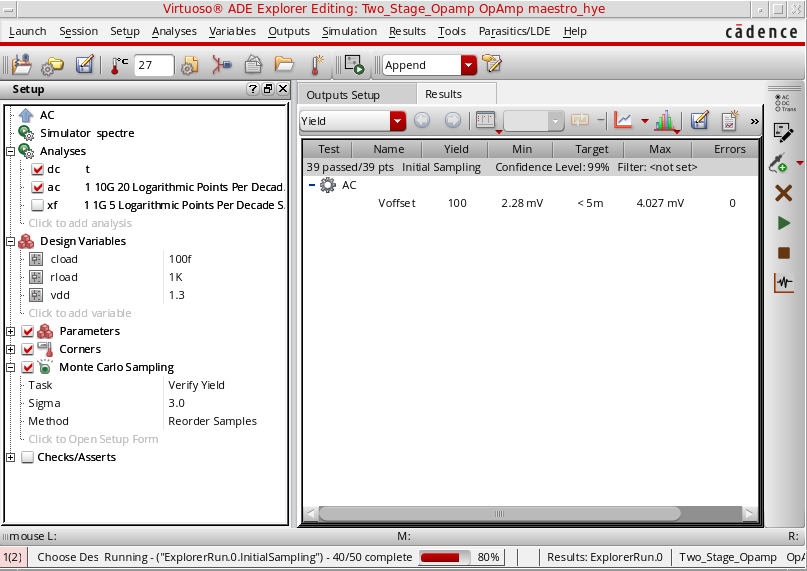 Virtuoso® ADE Explorer Editing: Two_Stage_Opamp OpAmp maestro_hye
Launch Session Setup Analyses Variables Outputs Simulation Results Tools Parasitics/LDE Help cādence
27 Append
Setup
AC
Simulator spectre
Analyses
dc t
ac 1 10G 20 Logarithmic Points Per Decad.
xf 1 1G 5 Logarithmic Points Per Decade S.
Click to add analysis
Design Variables
cload 100f
rload 1K
vdd 1.3
Click to add variable
Parameters
Corners
Monte Carlo Sampling
Task Verify Yield
Sigma 3.0
Method Reorder Samples
Click to Open Setup Form
Checks/Asserts
Outputs Setup Results
Yield »
Test Name Yield Min Target Max Errors
39 passed/39 pts Initial Sampling Confidence Level: 99% Filter: <not set>
AC
Voffset 100 2.28 mV < 5m 4.027 mV 0
AC
DC
Trans
mouse L: M: R:
1(2) Choose Des Running - ("ExplorerRun.0.InitialSampling") - 40/50 complete 80% Results: ExplorerRun.0 Two_Stage_Opamp OpA